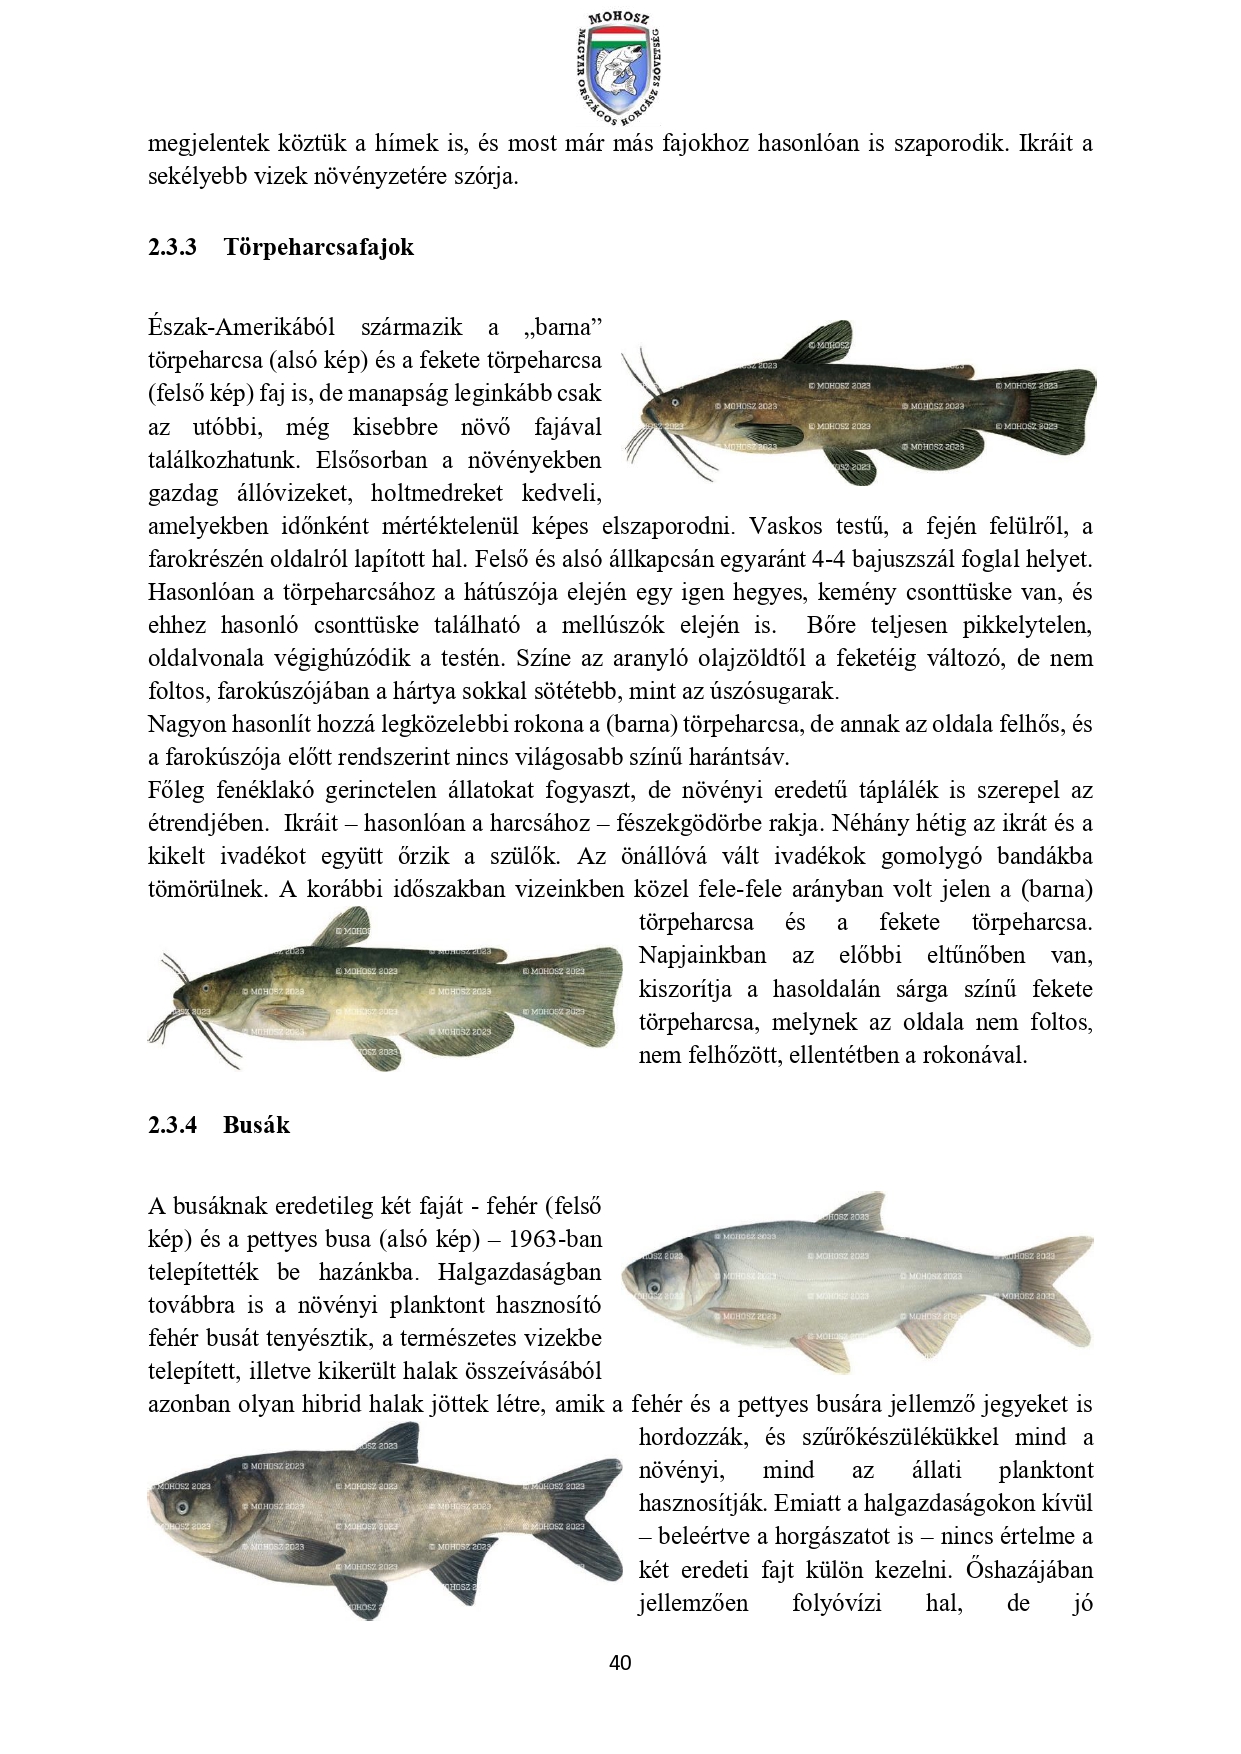 MOHOSZ
MAGYAR ORSZÁGOS HORGÁSZ SZÖVETSÉG
megjelentek köztük a hímek is, és most már más fajokhoz hasonlóan is szaporodik. Ikráit a
sekélyebb vizek növényzetére szórja.
2.3.3 Törpeharcsafajok
Észak-Amerikából származik a „barna”
törpeharcsa (alsó kép) és a fekete törpeharcsa
(felső kép) faj is, de manapság leginkább csak
az utóbbi, még kisebbre növő fajával
találkozhatunk. Elsősorban a növényekben
gazdag állóvizeket, holtmedreket kedveli,
amelyekben időnként mértéktelenül képes elszaporodni. Vaskos testű, a fején felülről, a
farokrészén oldalról lapított hal. Felső és alsó állkapcsán egyaránt 4-4 bajuszszál foglal helyet.
Hasonlóan a törpeharcsához a hátúszója elején egy igen hegyes, kemény csonttüske van, és
ehhez hasonló csonttüske található a mellúszók elején is. Bőre teljesen pikkelytelen,
oldalvonala végighúzódik a testén. Színe az aranyló olajzöldtől a feketéig változó, de nem
foltos, farokúszójában a hártya sokkal sötétebb, mint az úszósugarak.
Nagyon hasonlít hozzá legközelebbi rokona a (barna) törpeharcsa, de annak az oldala felhős, és
a farokúszója előtt rendszerint nincs világosabb színű harántsáv.
Főleg fenéklakó gerinctelen állatokat fogyaszt, de növényi eredetű táplálék is szerepel az
étrendjében. Ikráit – hasonlóan a harcsához – fészekgödörbe rakja. Néhány hétig az ikrát és a
kikelt ivadékot együtt őrzik a szülők. Az önállóvá vált ivadékok gomolygó bandákba
tömörülnek. A korábbi időszakban vizeinkben közel fele-fele arányban volt jelen a (barna)
törpeharcsa és a fekete törpeharcsa.
Napjainkban az előbbi eltűnőben van,
kiszorítja a hasoldalán sárga színű fekete
törpeharcsa, melynek az oldala nem foltos,
nem felhőzött, ellentétben a rokonával.
2.3.4 Busák
A busáknak eredetileg két faját - fehér (felső
kép) és a pettyes busa (alsó kép) – 1963-ban
telepítették be hazánkba. Halgazdaságban
továbbra is a növényi planktont hasznosító
fehér busát tenyésztik, a természetes vizekbe
telepített, illetve kikerült halak összeívásából
azonban olyan hibrid halak jöttek létre, amik a fehér és a pettyes busára jellemző jegyeket is
hordozzák, és szűrőkészülékükkel mind a
növényi, mind az állati planktont
hasznosítják. Emiatt a halgazdaságokon kívül
– beleértve a horgászatot is – nincs értelme a
két eredeti fajt külön kezelni. Őshazájában
jellemzően folyóvízi hal, de jó
40